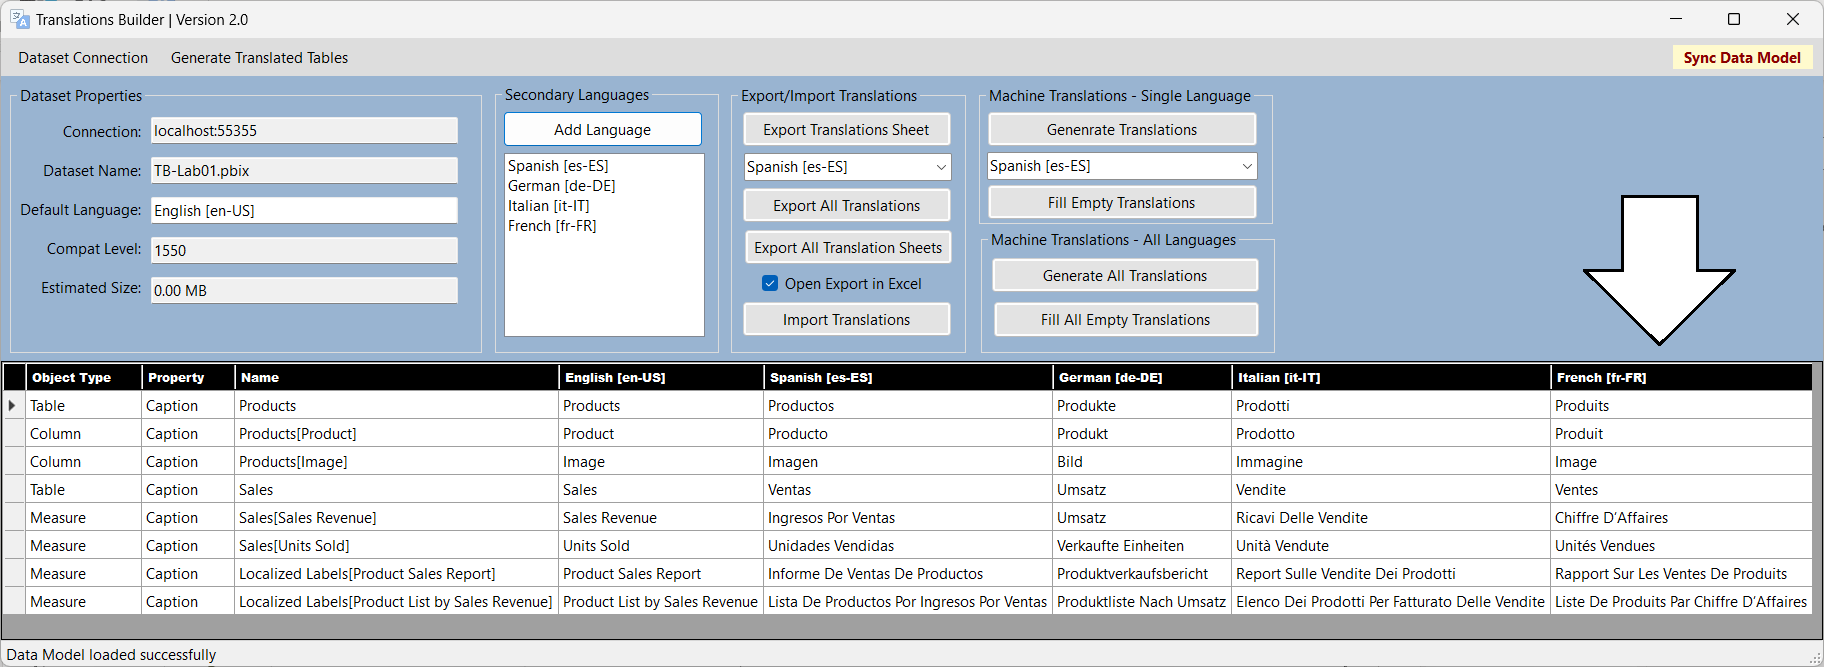 Translations Builder | Version 2.0
Dataset Connection Generate Translated Tables Sync Data Model
Dataset Properties
Connection: localhost:55355
Dataset Name: TB-Lab01.pbix
Default Language: English [en-US]
Compat Level: 1550
Estimated Size: 0.00 MB
Secondary Languages
Add Language
Spanish [es-ES]
German [de-DE]
Italian [it-IT]
French [fr-FR]
Export/Import Translations
Export Translations Sheet
Spanish [es-ES]
Export All Translations
Export All Translation Sheets
Open Export in Excel
Import Translations
Machine Translations - Single Language
Genenrate Translations
Spanish [es-ES]
Fill Empty Translations
Machine Translations - All Languages
Generate All Translations
Fill All Empty Translations
Object Type Property Name English [en-US] Spanish [es-ES] German [de-DE] Italian [it-IT] French [fr-FR]
Table Caption Products Products Productos Produkte Prodotti Produits
Column Caption Products[Product] Product Producto Produkt Prodotto Produit
Column Caption Products[Image] Image Imagen Bild Immagine Image
Table Caption Sales Sales Ventas Umsatz Vendite Ventes
Measure Caption Sales[Sales Revenue] Sales Revenue Ingresos Por Ventas Umsatz Ricavi Delle Vendite Chiffre D’Affaires
Measure Caption Sales[Units Sold] Units Sold Unidades Vendidas Verkaufte Einheiten Unità Vendute Unités Vendues
Measure Caption Localized Labels[Product Sales Report] Product Sales Report Informe De Ventas De Productos Produktverkaufsbericht Report Sulle Vendite Dei Prodotti Rapport Sur Les Ventes De Produits
Measure Caption Localized Labels[Product List by Sales Revenue] Product List by Sales Revenue Lista De Productos Por Ingresos Por Ventas Produktliste Nach Umsatz Elenco Dei Prodotti Per Fatturato Delle Vendite Liste De Produits Par Chiffre D’Affaires
Data Model loaded successfully